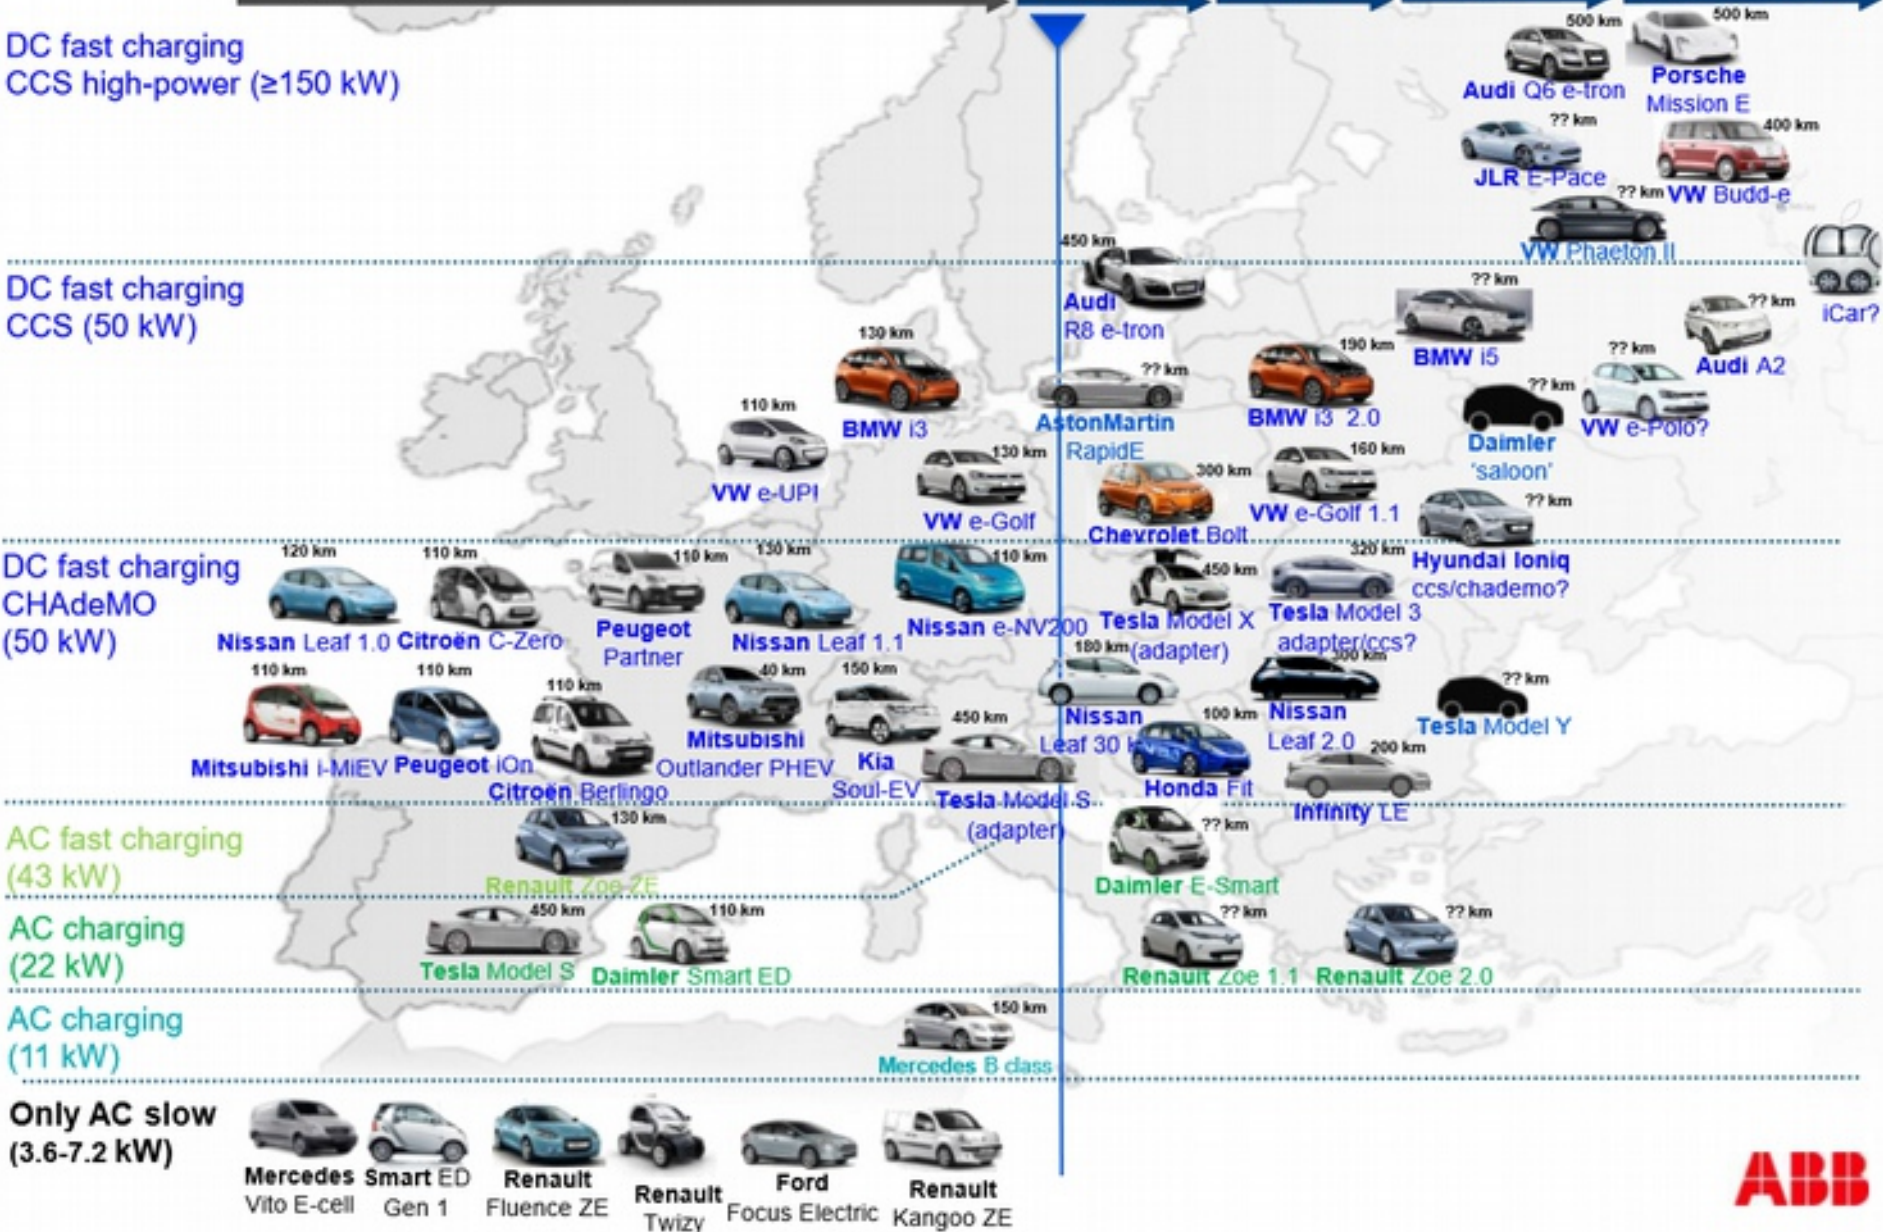 DC fast charging
CCS high-power (≥150 kW)
500 km
Audi Q6 e-tron
500 km
Porsche
Mission E
?? km
JLR E-Pace
400 km
VW Budd-e
?? km
VW Phaeton II
iCar?
DC fast charging
CCS (50 kW)
450 km
Audi
R8 e-tron
130 km
BMW i3
110 km
VW e-UP!
130 km
VW e-Golf
?? km
AstonMartin
RapidE
300 km
Chevrolet Bolt
190 km
BMW i3 2.0
160 km
VW e-Golf 1.1
?? km
BMW i5
?? km
Daimler
'saloon'
?? km
VW e-Polo?
?? km
Audi A2
?? km
Hyundai Ioniq
ccs/chademo?
DC fast charging
CHAdeMO
(50 kW)
120 km
Nissan Leaf 1.0
110 km
Citroën C-Zero
110 km
Peugeot
Partner
130 km
Nissan Leaf 1.1
110 km
Nissan e-NV200
450 km
Tesla Model X
(adapter)
320 km
Tesla Model 3
adapter/ccs?
110 km
Mitsubishi i-MiEV
110 km
Peugeot iOn
110 km
Citroën Berlingo
40 km
Mitsubishi
Outlander PHEV
150 km
Kia
Soul-EV
450 km
Tesla Model S
(adapter)
180 km
Nissan
Leaf 30 k
100 km
Honda Fit
300 km
Nissan
Leaf 2.0
200 km
Infinity LE
?? km
Tesla Model Y
AC fast charging
(43 kW)
130 km
Renault Zoe ZE
?? km
Daimler E-Smart
AC charging
(22 kW)
450 km
Tesla Model S
110 km
Daimler Smart ED
?? km
Renault Zoe 1.1
?? km
Renault Zoe 2.0
AC charging
(11 kW)
150 km
Mercedes B class
Only AC slow
(3.6-7.2 kW)
Mercedes
Vito E-cell
Smart ED
Gen 1
Renault
Fluence ZE
Renault
Twizy
Ford
Focus Electric
Renault
Kangoo ZE
ABB